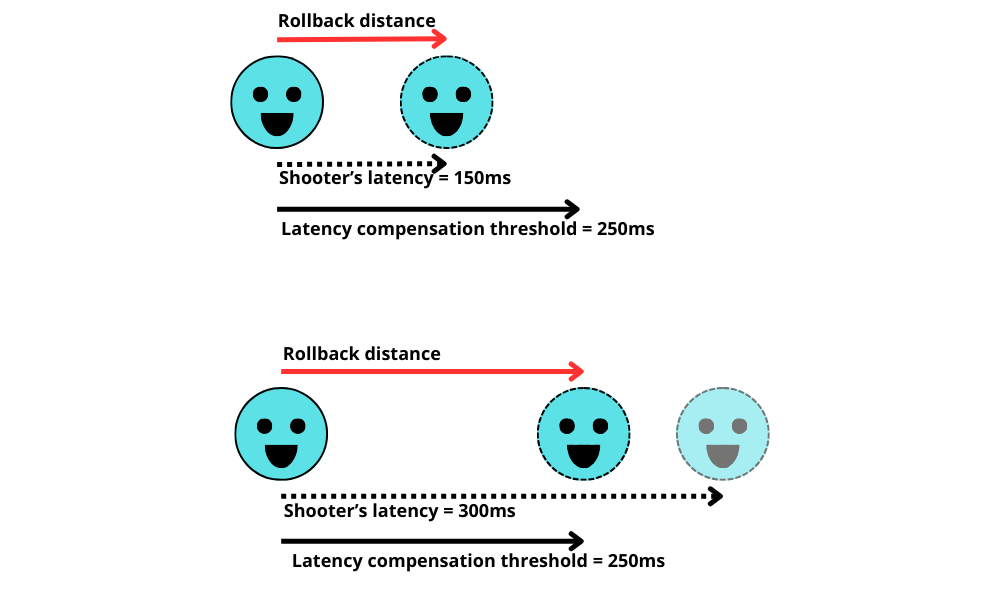 Rollback distance
Shooter’s latency = 150ms
Latency compensation threshold = 250ms
Rollback distance
Shooter’s latency = 300ms
Latency compensation threshold = 250ms